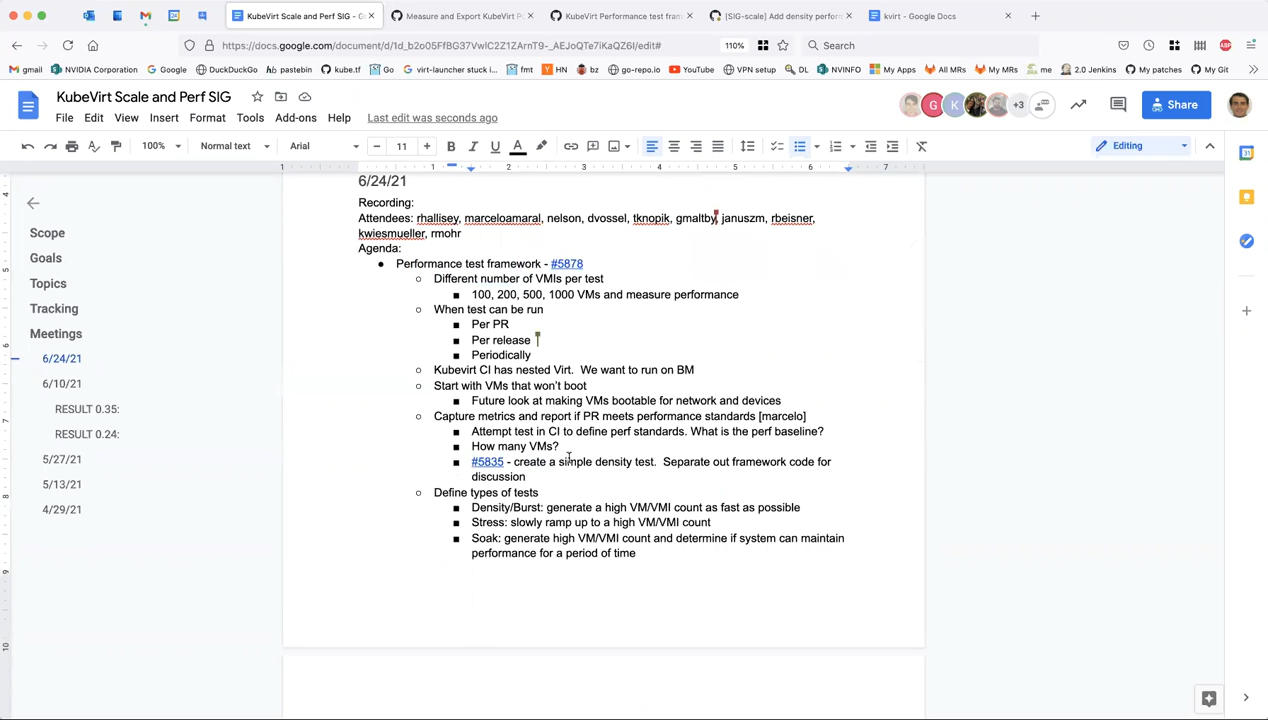 KubeVirt Scale and Perf SIG - G
Measure and Export KubeVirt P
KubeVirt Performance test fram
[SIG-scale] Add density perform
kvirt - Google Docs
https://docs.google.com/document/d/1d_b2o05FfBG37VwlC2Z1ZArnT9-_AEJoQTe7iKaQZ6I/edit#
110%
Search
gmail
NVIDIA Corporation
Google
DuckDuckGo
hi pastebin
kube.tf
Go
virt-launcher stuck i...
fmt
HN
bz
go-repo.io
YouTube
VPN setup
DL
NVINFO
My Apps
All MRs
My MRs
me
2.0 Jenkins
My patches
My Git
KubeVirt Scale and Perf SIG
File Edit View Insert Format Tools Add-ons Help Last edit was seconds ago
+3
Share
100% Normal text Arial 11
Editing
Scope
Goals
Topics
Tracking
Meetings
6/24/21
6/10/21
RESULT 0.35:
RESULT 0.24:
5/27/21
5/13/21
4/29/21
6/24/21
Recording:
Attendees: rhallisey, marceloamaral, nelson, dvossel, tknopik, gmaltby, januszm, rbeisner,
kwiesmueller, rmohr
Agenda:
● Performance test framework - #5878
○ Different number of VMIs per test
■ 100, 200, 500, 1000 VMs and measure performance
○ When test can be run
■ Per PR
■ Per release
■ Periodically
○ Kubevirt CI has nested Virt.  We want to run on BM
○ Start with VMs that won't boot
■ Future look at making VMs bootable for network and devices
○ Capture metrics and report if PR meets performance standards [marcelo]
■ Attempt test in CI to define perf standards. What is the perf baseline?
■ How many VMs?
■ #5835 - create a simple density test.  Separate out framework code for
discussion
○ Define types of tests
■ Density/Burst: generate a high VM/VMI count as fast as possible
■ Stress: slowly ramp up to a high VM/VMI count
■ Soak: generate high VM/VMI count and determine if system can maintain
performance for a period of time